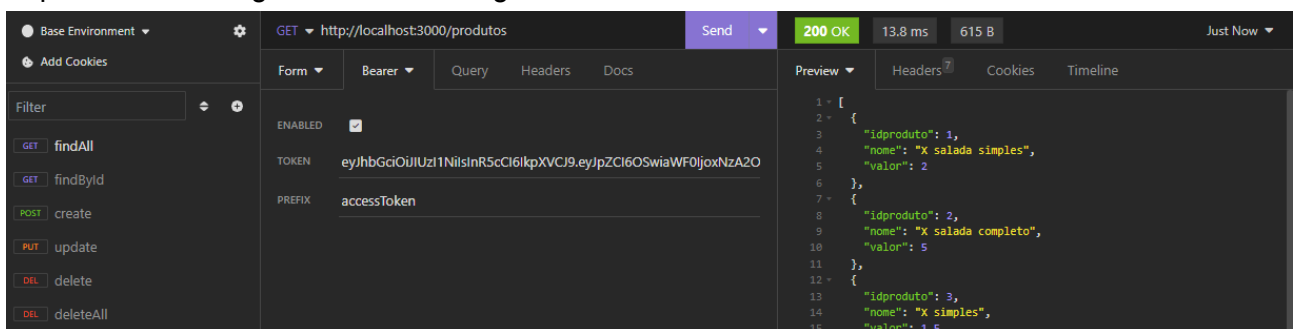 Base Environment
Add Cookies
Filter
GET findAll
GET findById
POST create
PUT update
DEL delete
DEL deleteAll
GET http://localhost:3000/produtos Send
Form Bearer Query Headers Docs
ENABLED
TOKEN eyJhbGciOiJIUzI1NiIsInR5cCI6IkpXVCJ9.eyJpZCI6OSwiaWF0IjoxNzA2O
PREFIX accessToken
200 OK 13.8 ms 615 B Just Now
Preview Headers 7 Cookies Timeline
1 [
2 {
3 "idproduto": 1,
4 "nome": "X salada simples",
5 "valor": 2
6 },
7 {
8 "idproduto": 2,
9 "nome": "X salada completo",
10 "valor": 5
11 },
12 {
13 "idproduto": 3,
14 "nome": "X simples",
15 "valor": 1.5